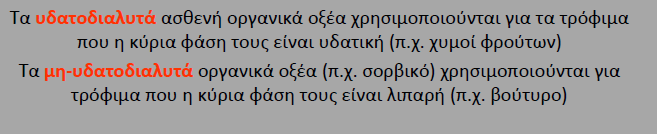 Τα υδατοδιαλυτά ασθενή οργανικά οξέα χρησιμοποιούνται για τα τρόφιμα
που η κύρια φάση τους είναι υδατική (π.χ. χυμοί φρούτων)
Τα μη-υδατοδιαλυτά οργανικά οξέα (π.χ. σορβικό) χρησιμοποιούνται για
τρόφιμα που η κύρια φάση τους είναι λιπαρή (π.χ. βούτυρο)